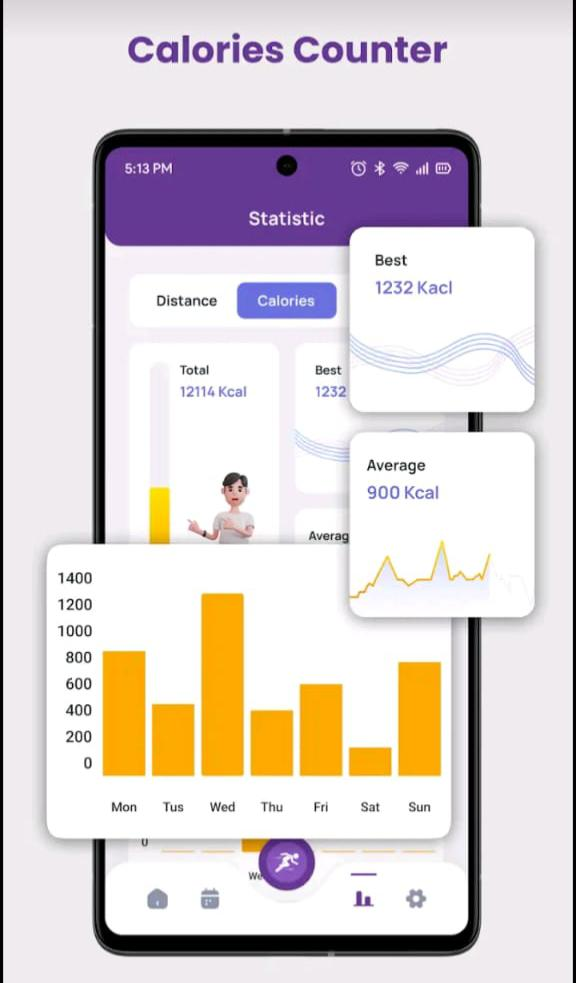 Calories Counter
5:13 PM
Statistic
Distance
Calories
Best
1232 Kacl
Total
12114 Kcal
Best
1232
Average
900 Kcal
Averag
1400
1200
1000
800
600
400
200
0
Mon Tus Wed Thu Fri Sat Sun
0
We